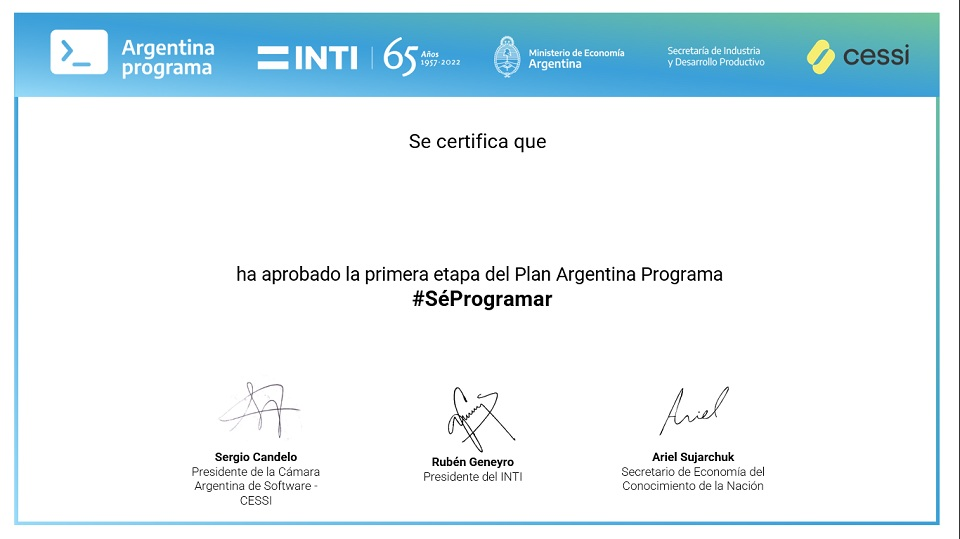 Argentina
programa
INTI
65 Años
1957·2022
Ministerio de Economía
Argentina
Secretaría de Industria
y Desarrollo Productivo
cessi
Se certifica que
ha aprobado la primera etapa del Plan Argentina Programa
#SéProgramar
Ariel
Sergio Candelo
Presidente de la Cámara
Argentina de Software -
CESSI
Rubén Geneyro
Presidente del INTI
Ariel Sujarchuk
Secretario de Economía del
Conocimiento de la Nación